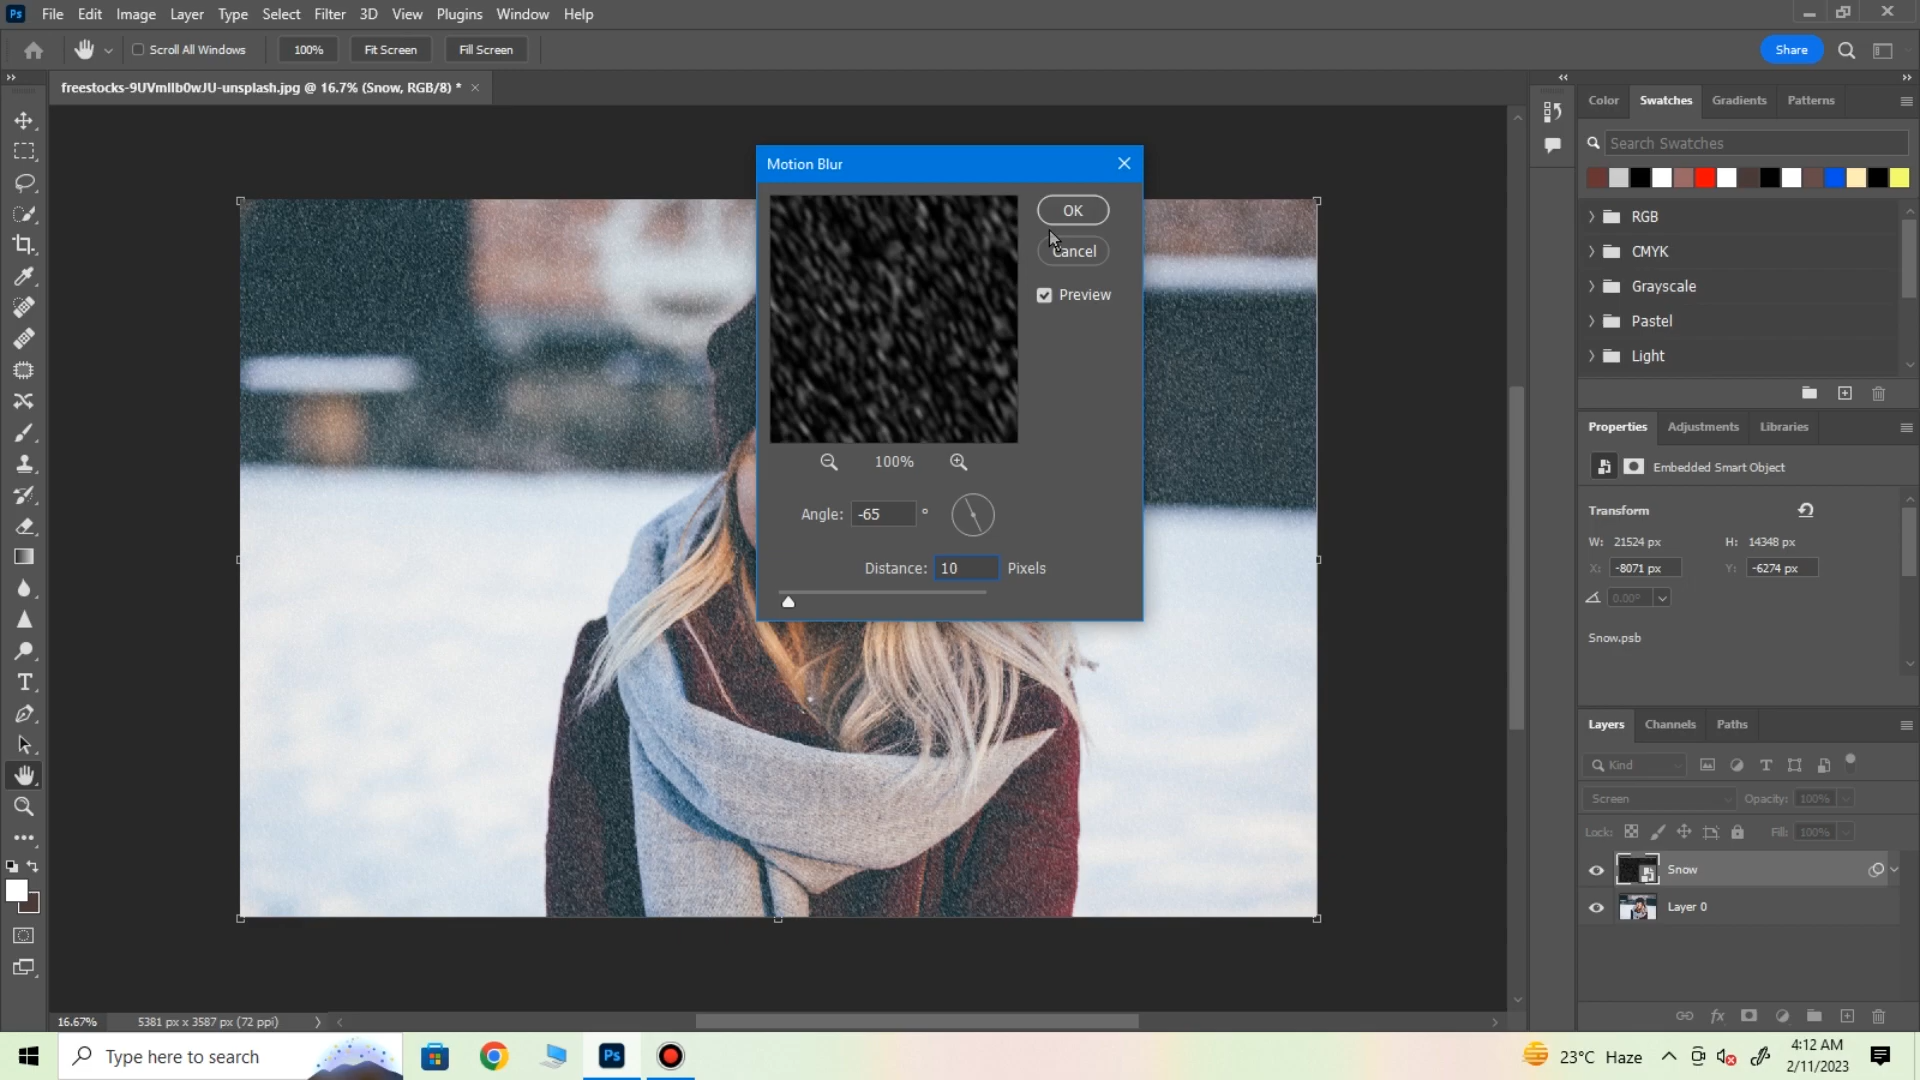 Ps File Edit Image Layer Type Select Filter 3D View Plugins Window Help
Scroll All Windows 100% Fit Screen Fill Screen Share
freestocks-9UVmlIb0wJU-unsplash.jpg @ 16.7% (Snow, RGB/8) *
Color Swatches Gradients Patterns
Search Swatches
RGB
CMYK
Grayscale
Pastel
Light
Motion Blur
OK
Cancel
Preview
100%
Angle: -65 °
Distance: 10 Pixels
Properties Adjustments Libraries
Embedded Smart Object
Transform
W: 21524 px H: 14348 px
X: -8071 px Y: -6274 px
0.00°
Snow.psb
Layers Channels Paths
Kind
Screen Opacity: 100%
Lock: Fill: 100%
Snow
Layer 0
fx
16.67% 5381 px x 3587 px (72 ppi)
Type here to search
Ps
23°C Haze
4:12 AM
2/11/2023